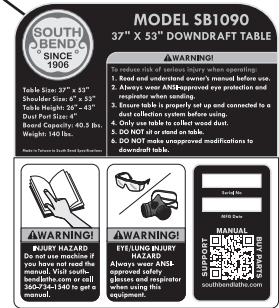 SOUTH
BEND
SINCE
1906
MODEL SB1090
37" X 53" DOWNDRAFT TABLE
Table Size: 37" x 53"
Shoulder Size: 6" x 53"
Table Height: 26" – 43"
Dust Port Size: 4"
Board Capacity: 40.5 lbs.
Weight: 140 lbs.
Made in Taiwan to South Bend Specifications
WARNING!
To reduce risk of serious injury when operating:
1. Read and understand owner's manual before use.
2. Always wear ANSI-approved eye protection and
respirator when sanding.
3. Ensure table is properly set up and connected to a
dust collection system before using.
4. Only use table to collect wood dust.
5. DO NOT sit or stand on table.
6. DO NOT make unapproved modifications to
downdraft table.
WARNING!
INJURY HAZARD
Do not use machine if
you have not read the
manual. Visit south-
bendlathe.com or call
360-734-1540 to get a
manual.
WARNING!
EYE/LUNG INJURY
HAZARD
Always wear ANSI-
approved safety
glasses and respirator
when using this
equipment.
Serial No
MFG Date
MANUAL
SUPPORT
BUY PARTS
southbendlathe.com